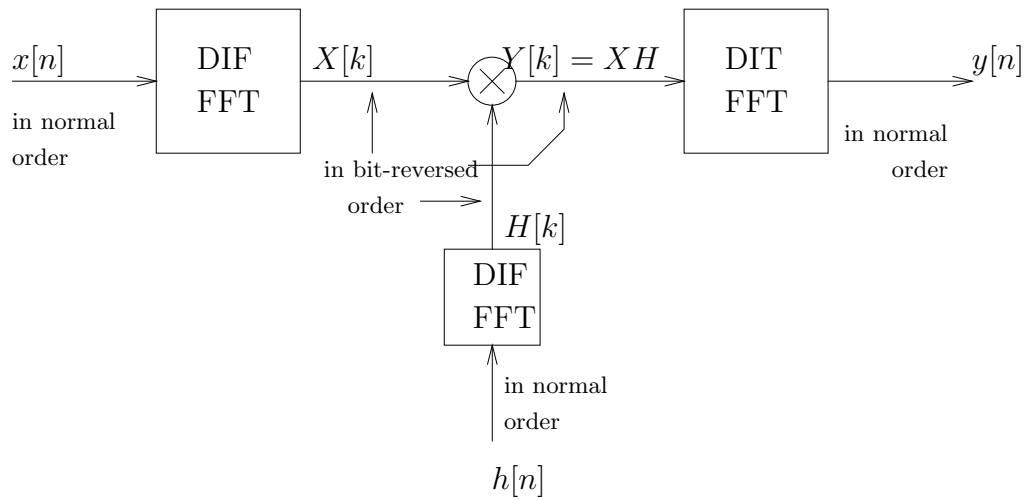 x[n]
in normal
order
DIF
FFT
X[k]
Y[k] = XH
DIT
FFT
y[n]
in normal
order
in bit-reversed
order
H[k]
DIF
FFT
in normal
order
h[n]